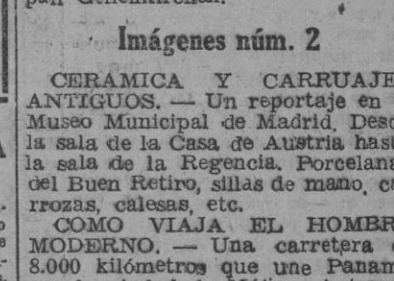 Imágenes núm. 2
CERAMICA Y CARRUAJE
ANTIGUOS. — Un reportaje en
Museo Municipal de Madrid. Desd
la sala de la Casa de Austria hast
la sala de la Regencia. Porcelana
del Buen Retiro, sillas de mano, ca
rrozas, calesas, etc.
COMO VIAJA EL HOMBR
MODERNO. — Una carretera
8.000 kilómetros que une Panam